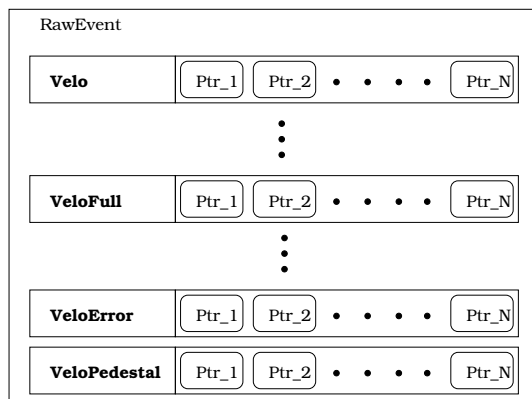 RawEvent
Velo Ptr_1 Ptr_2 Ptr_N
VeloFull Ptr_1 Ptr_2 Ptr_N
VeloError Ptr_1 Ptr_2 Ptr_N
VeloPedestal Ptr_1 Ptr_2 Ptr_N